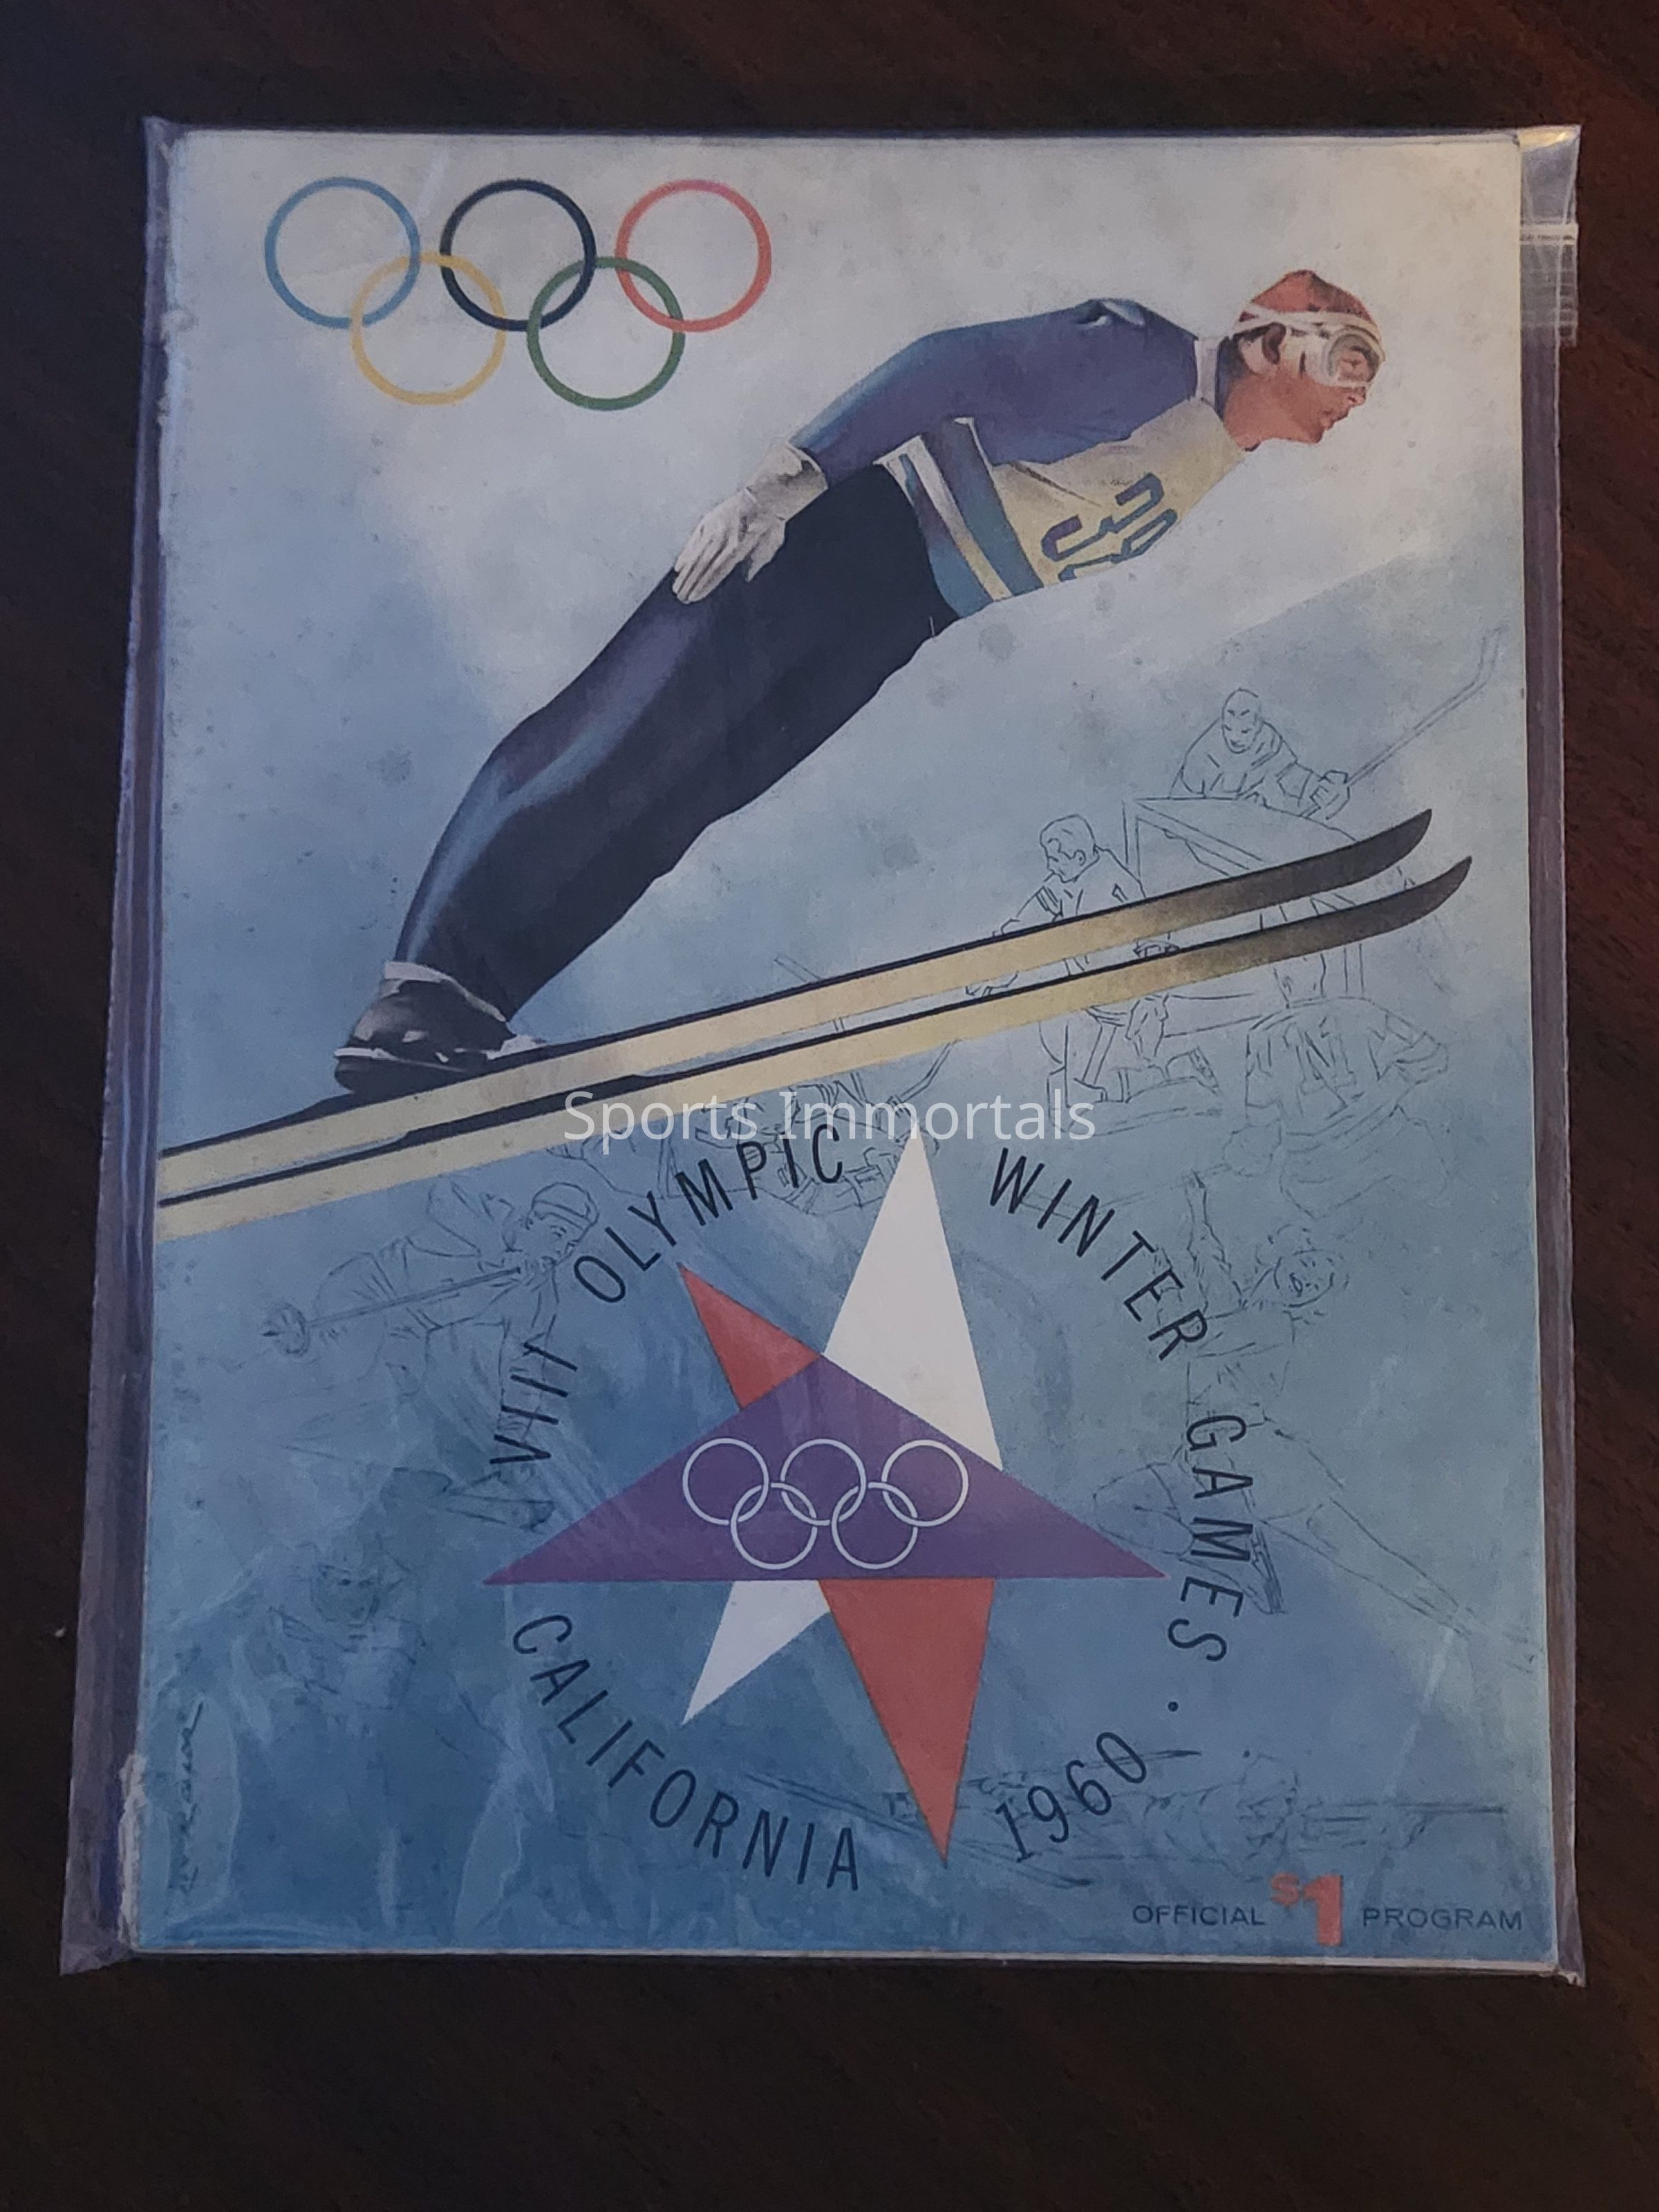 Sports Immortals
VIII OLYMPIC WINTER GAMES ·
CALIFORNIA 1960
OFFICIAL $1 PROGRAM